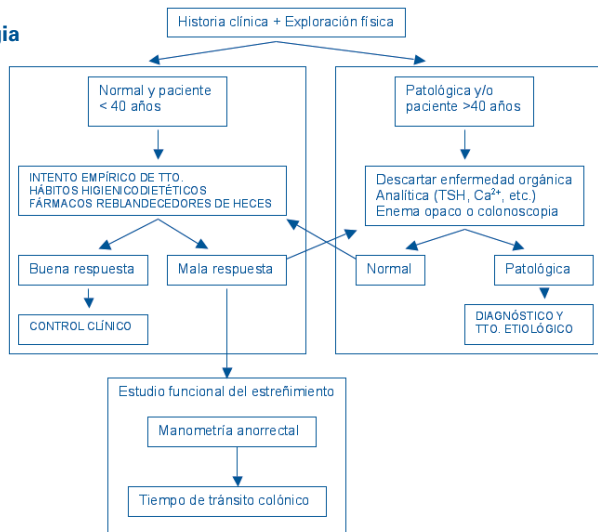 Historia clínica + Exploración física
gia
Normal y paciente
< 40 años
Patológica y/o
paciente >40 años
INTENTO EMPÍRICO DE TTO.
HÁBITOS HIGIENICODIETÉTICOS
FÁRMACOS REBLANDECEDORES DE HECES
Descartar enfermedad orgánica
Analítica (TSH, Ca²⁺, etc.)
Enema opaco o colonoscopia
Buena respuesta
Mala respuesta
Normal
Patológica
CONTROL CLÍNICO
DIAGNÓSTICO Y
TTO. ETIOLÓGICO
Estudio funcional del estreñimiento
Manometría anorrectal
Tiempo de tránsito colónico